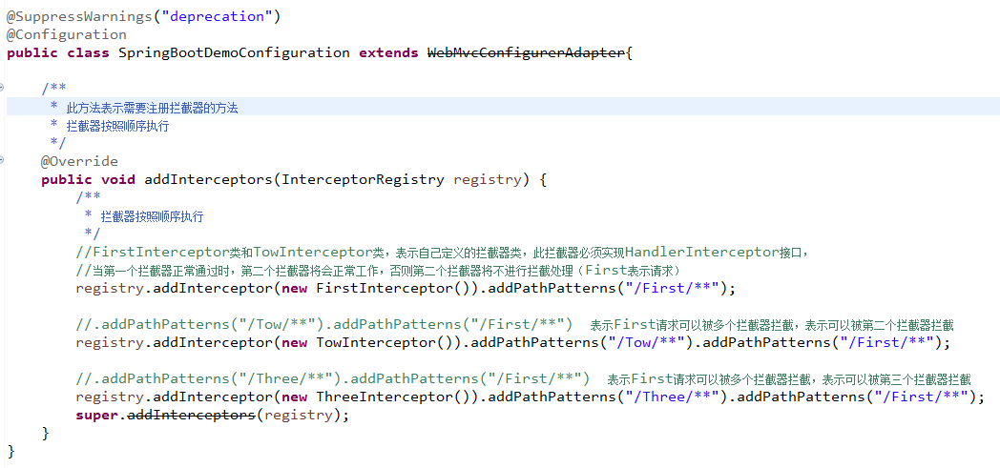 @SuppressWarnings("deprecation")
@Configuration
public class SpringBootDemoConfiguration extends WebMvcConfigurerAdapter{
/**
* 此方法表示需要注册拦截器的方法
* 拦截器按照顺序执行
*/
@Override
public void addInterceptors(InterceptorRegistry registry) {
/**
* 拦截器按照顺序执行
*/
//FirstInterceptor类和TowInterceptor类，表示自己定义的拦截器类，此拦截器必须实现HandlerInterceptor接口，
//当第一个拦截器正常通过时，第二个拦截器将会正常工作，否则第二个拦截器将不进行拦截处理（First表示请求）
registry.addInterceptor(new FirstInterceptor()).addPathPatterns("/First/**");
//.addPathPatterns("/Tow/**").addPathPatterns("/First/**")  表示First请求可以被多个拦截器拦截，表示可以被第二个拦截器拦截
registry.addInterceptor(new TowInterceptor()).addPathPatterns("/Tow/**").addPathPatterns("/First/**");
//.addPathPatterns("/Three/**").addPathPatterns("/First/**")  表示First请求可以被多个拦截器拦截，表示可以被第三个拦截器拦截
registry.addInterceptor(new ThreeInterceptor()).addPathPatterns("/Three/**").addPathPatterns("/First/**");
super.addInterceptors(registry);
}
}